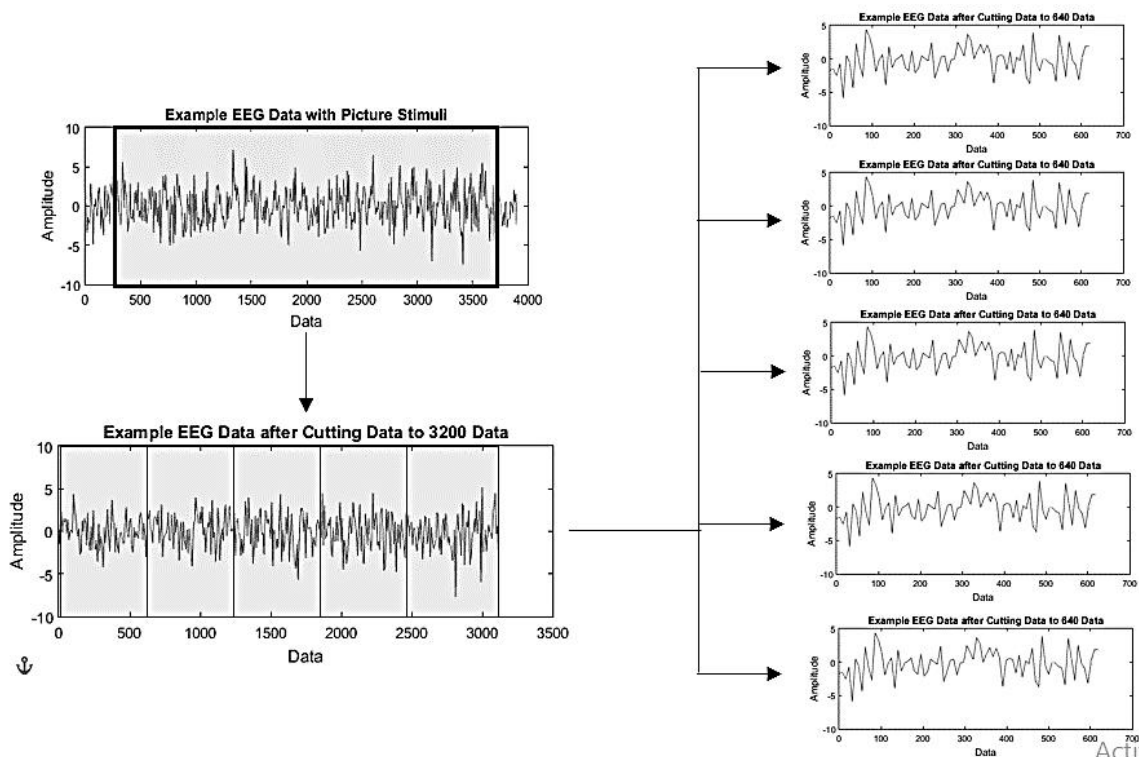 Example EEG Data with Picture Stimuli
10
5
0
-5
-10
Amplitude
0 500 1000 1500 2000 2500 3000 3500 4000
Data
Example EEG Data after Cutting Data to 3200 Data
10
5
0
-5
-10
Amplitude
0 500 1000 1500 2000 2500 3000 3500
Data
Example EEG Data after Cutting Data to 640 Data
5
0
-5
-10
Amplitude
0 100 200 300 400 500 600 700
Data
Example EEG Data after Cutting Data to 640 Data
5
0
-5
-10
Amplitude
0 100 200 300 400 500 600 700
Data
Example EEG Data after Cutting Data to 640 Data
5
0
-5
-10
Amplitude
0 100 200 300 400 500 600 700
Data
Example EEG Data after Cutting Data to 640 Data
5
0
-5
-10
Amplitude
0 100 200 300 400 500 600 700
Data
Example EEG Data after Cutting Data to 640 Data
5
0
-5
-10
Amplitude
0 100 200 300 400 500 600 700
Data